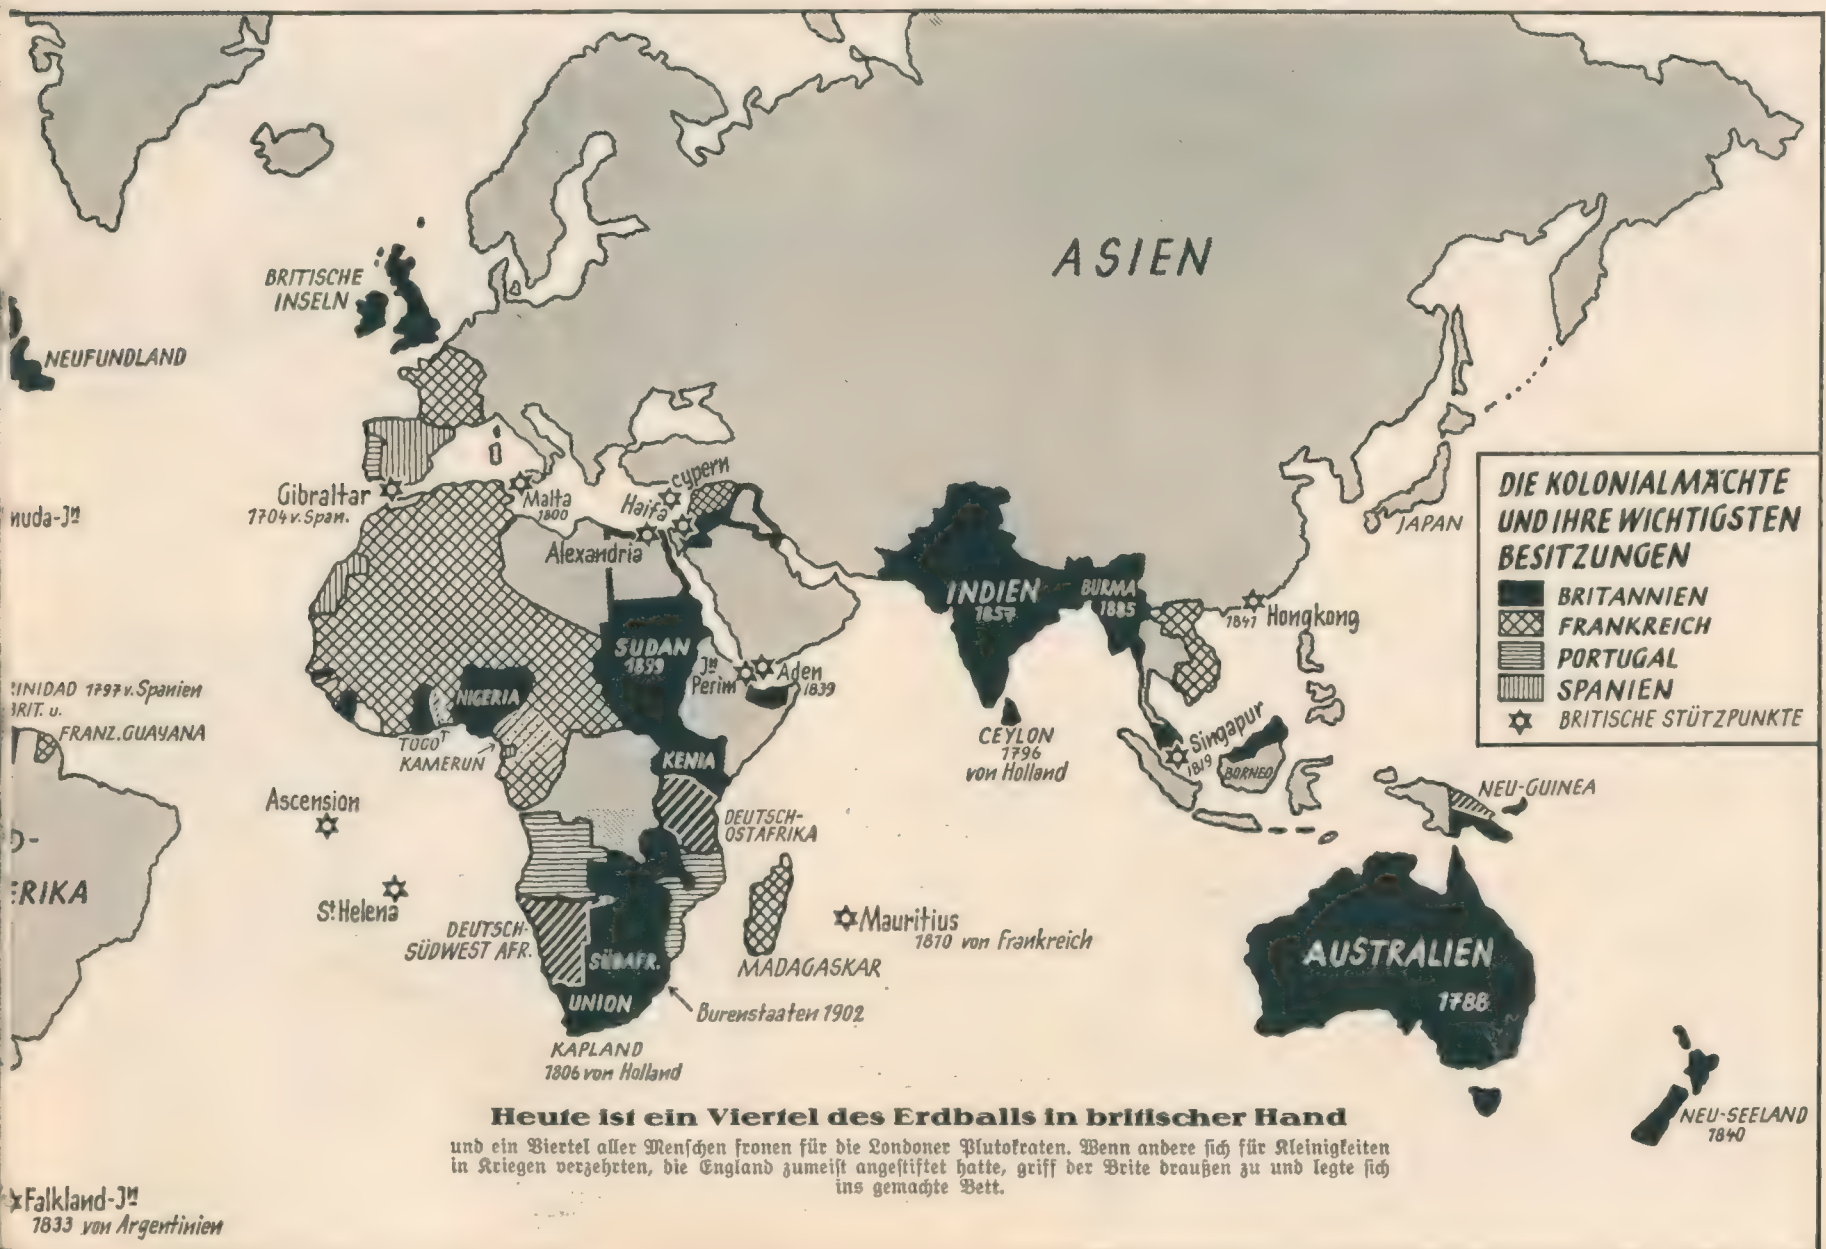 BRITISCHE
INSELN
NEUFUNDLAND
ASIEN
Gibraltar
1704 v. Span.
Malta
1800
Cypern
Haifa
Alexandria
muda-Jⁿ
INDIEN
1857
BURMA
1885
1841 Hongkong
JAPAN
DIE KOLONIALMÄCHTE
UND IHRE WICHTIGSTEN
BESITZUNGEN
BRITANNIEN
FRANKREICH
PORTUGAL
SPANIEN
BRITISCHE STÜTZPUNKTE
SUDAN
1899
Jⁿ
Perim
Aden
1839
NIGERIA
RINIDAD 1797 v. Spanien
BRIT. u.
FRANZ. GUAYANA
TOGO
KAMERUN
KENIA
CEYLON
1796
von Holland
Singapur
1819
BORNEO
NEU-GUINEA
Ascension
DEUTSCH-
OSTAFRIKA
D-
ERIKA
St Helena
DEUTSCH-
SÜDWEST AFR.
SÜDAFR.
UNION
Mauritius
1810 von Frankreich
MADAGASKAR
Burenstaaten 1902
KAPLAND
1806 von Holland
AUSTRALIEN
1788
NEU-SEELAND
1840
Heute ist ein Viertel des Erdballs in britischer Hand
und ein Viertel aller Menschen fronen für die Londoner Plutokraten. Wenn andere sich für Kleinigkeiten
in Kriegen verzehrten, die England zumeist angestiftet hatte, griff der Brite draußen zu und legte sich
ins gemachte Bett.
Falkland-Jⁿ
1833 von Argentinien